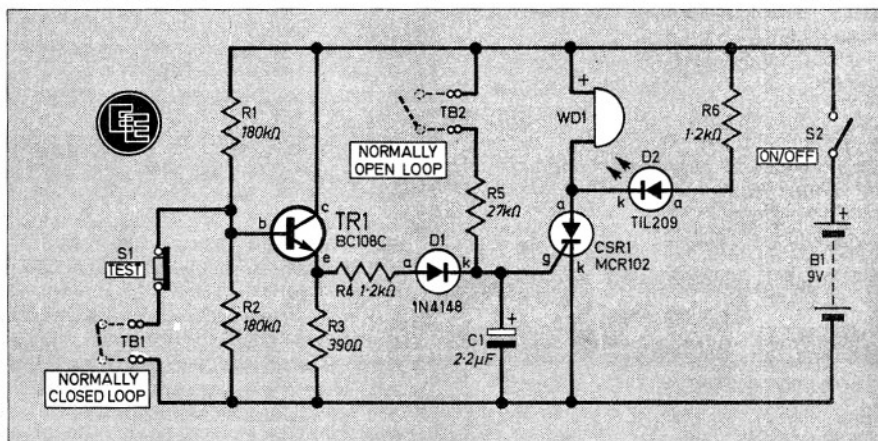 R1
180kΩ
S1
TEST
TB1
NORMALLY
CLOSED LOOP
R2
180kΩ
b
c
e
TR1
BC108C
R4 1.2kΩ
R3
390Ω
TB2
NORMALLY
OPEN LOOP
R5
27kΩ
a
D1
k
1N4148
+
C1
2.2µF
+
WD1
D2
k
a
TIL209
R6
1.2kΩ
a
g
k
CSR1
MCR102
S2
ON/OFF
+
B1
9V